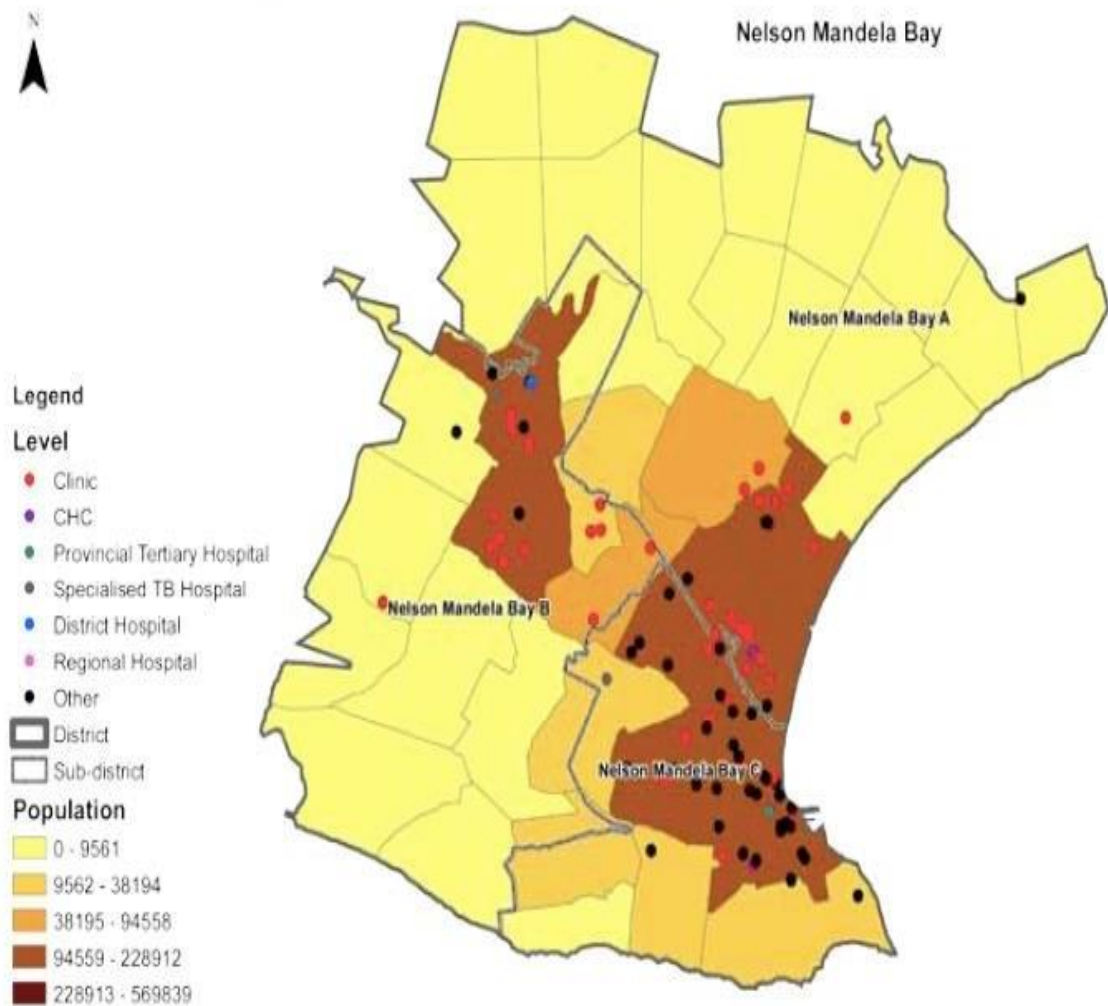 N
Nelson Mandela Bay
Nelson Mandela Bay A
Legend
Level
Clinic
CHC
Provincial Tertiary Hospital
Specialised TB Hospital
District Hospital
Regional Hospital
Other
District
Sub-district
Nelson Mandela Bay B
Nelson Mandela Bay C
Population
0 - 9561
9562 - 38194
38195 - 94558
94559 - 228912
228913 - 569839